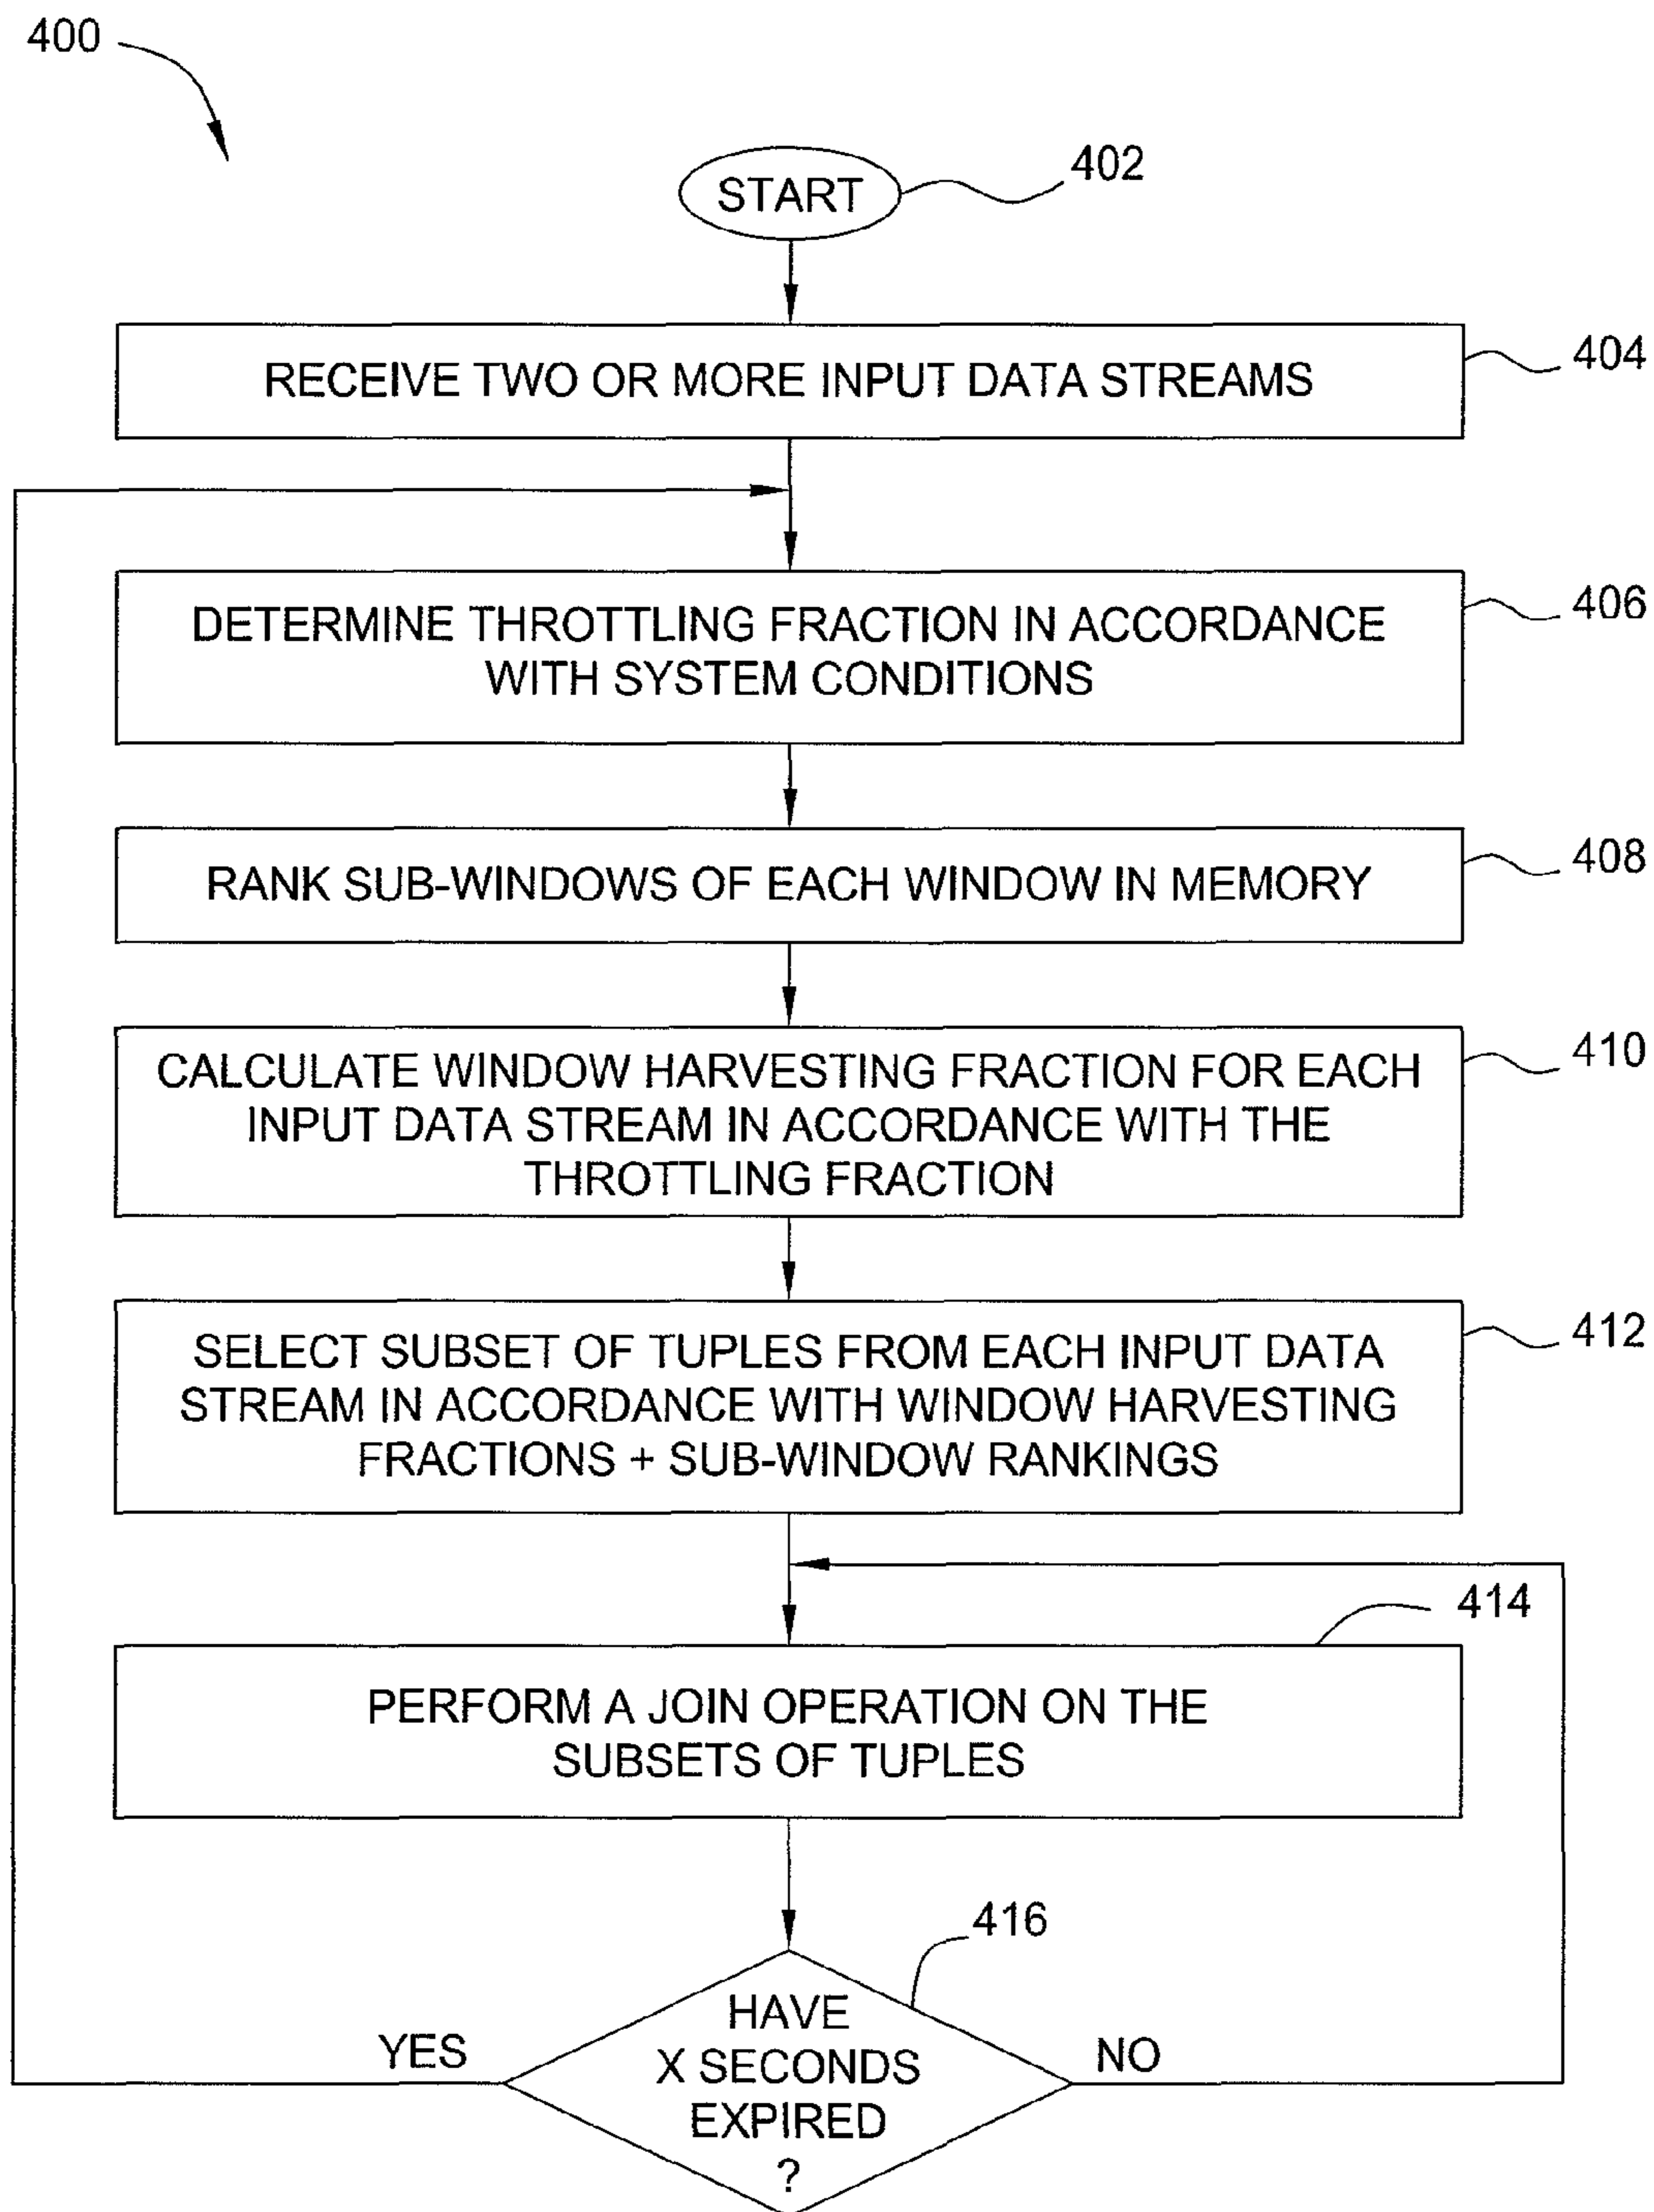 400
START
402
RECEIVE TWO OR MORE INPUT DATA STREAMS
404
DETERMINE THROTTLING FRACTION IN ACCORDANCE
WITH SYSTEM CONDITIONS
406
RANK SUB-WINDOWS OF EACH WINDOW IN MEMORY
408
CALCULATE WINDOW HARVESTING FRACTION FOR EACH
INPUT DATA STREAM IN ACCORDANCE WITH THE
THROTTLING FRACTION
410
SELECT SUBSET OF TUPLES FROM EACH INPUT DATA
STREAM IN ACCORDANCE WITH WINDOW HARVESTING
FRACTIONS + SUB-WINDOW RANKINGS
412
414
PERFORM A JOIN OPERATION ON THE
SUBSETS OF TUPLES
416
HAVE
X SECONDS
EXPIRED
?
YES
NO